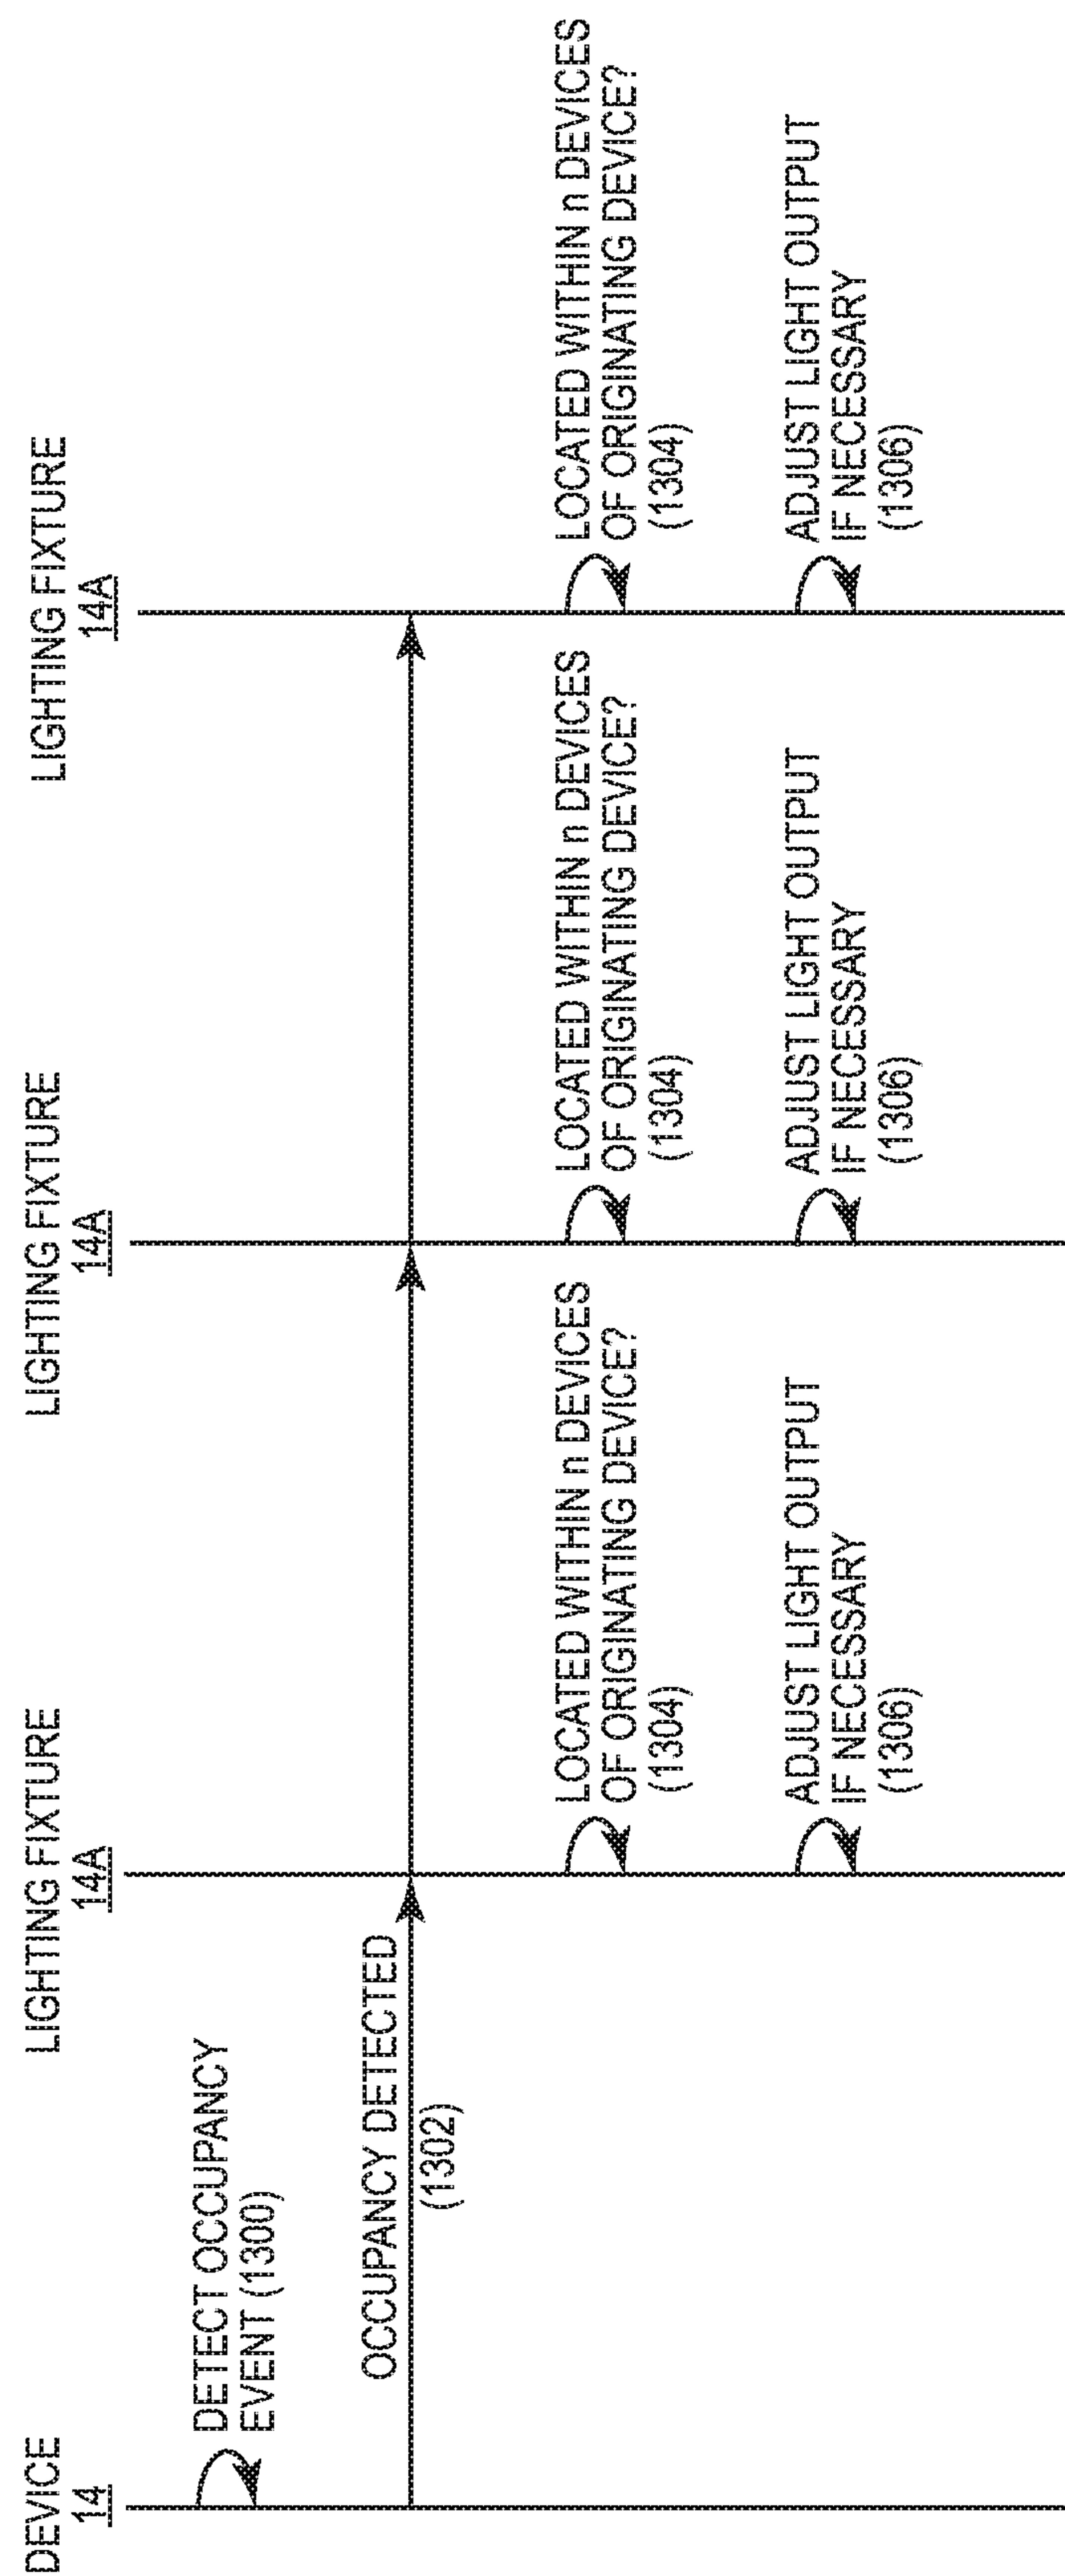 DEVICE
14
LIGHTING FIXTURE
14A
LIGHTING FIXTURE
14A
LIGHTING FIXTURE
14A
DETECT OCCUPANCY
EVENT (1300)
OCCUPANCY DETECTED
(1302)
LOCATED WITHIN n DEVICES
OF ORIGINATING DEVICE?
(1304)
LOCATED WITHIN n DEVICES
OF ORIGINATING DEVICE?
(1304)
LOCATED WITHIN n DEVICES
OF ORIGINATING DEVICE?
(1304)
ADJUST LIGHT OUTPUT
IF NECESSARY
(1306)
ADJUST LIGHT OUTPUT
IF NECESSARY
(1306)
ADJUST LIGHT OUTPUT
IF NECESSARY
(1306)